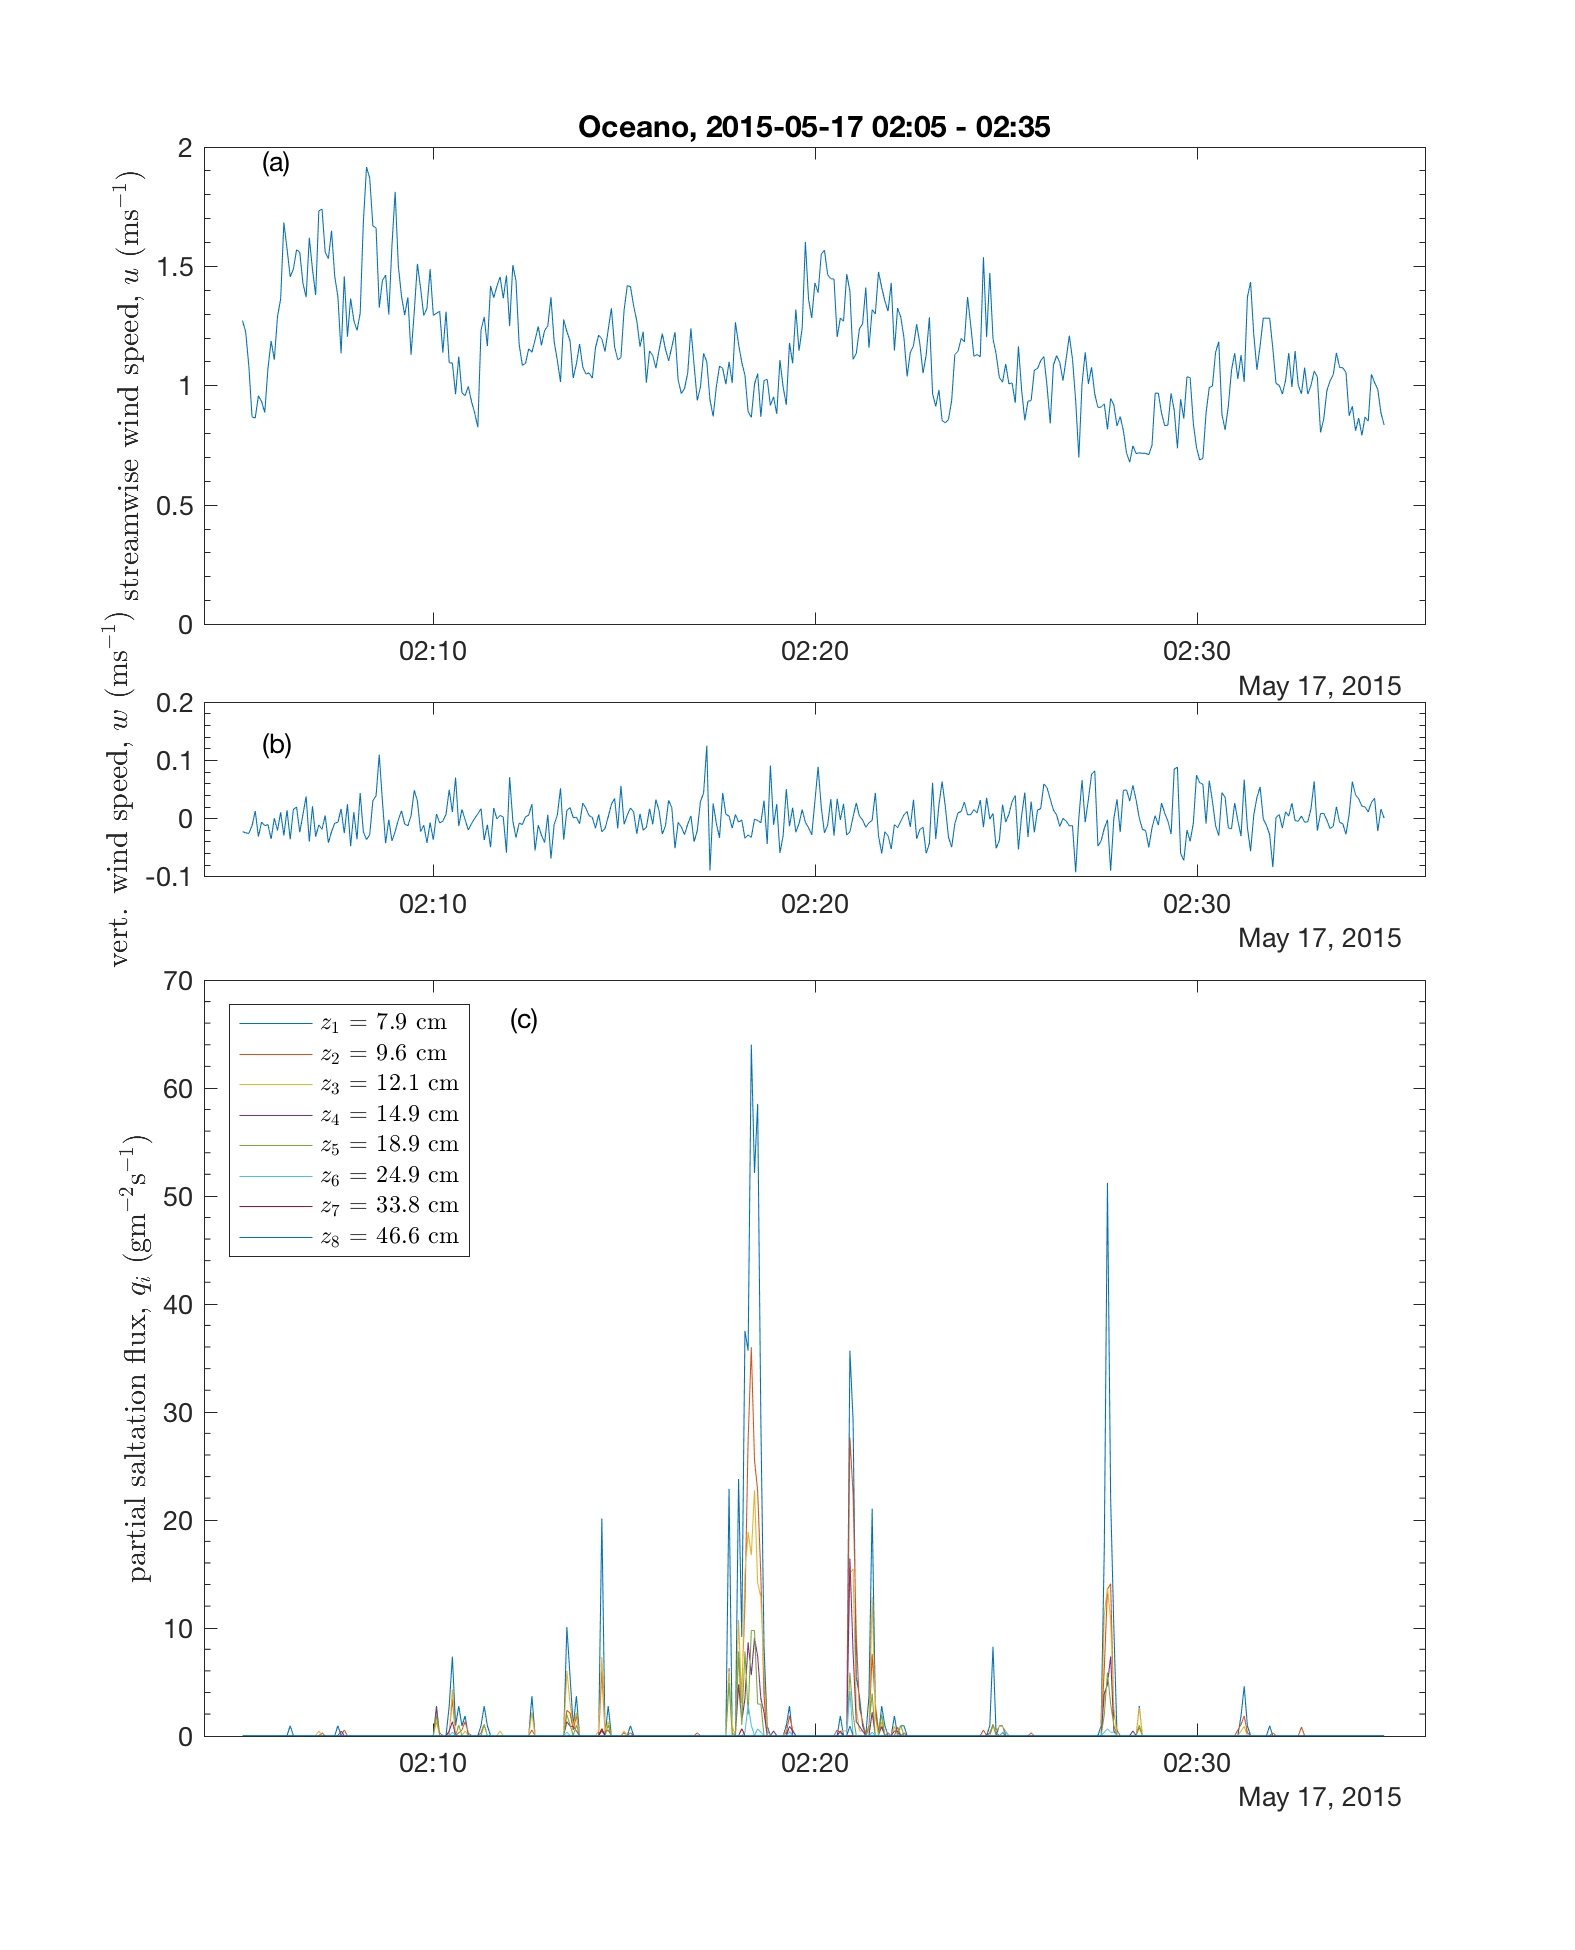 Oceano, 2015-05-17 02:05 - 02:35
(a)
streamwise wind speed, u (ms⁻¹)
2
1.5
1
0.5
0
02:10 02:20 02:30
May 17, 2015
(b)
vert. wind speed, w (ms⁻¹)
0.2
0.1
0
-0.1
02:10 02:20 02:30
May 17, 2015
(c)
partial saltation flux, qᵢ (gm⁻²s⁻¹)
70
60
50
40
30
20
10
0
z₁ = 7.9 cm
z₂ = 9.6 cm
z₃ = 12.1 cm
z₄ = 14.9 cm
z₅ = 18.9 cm
z₆ = 24.9 cm
z₇ = 33.8 cm
z₈ = 46.6 cm
02:10 02:20 02:30
May 17, 2015